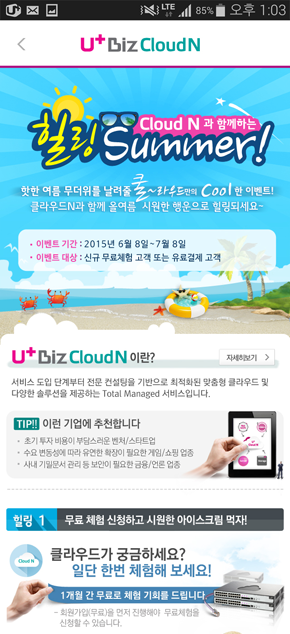 LTE 85% 오후 1:03
U+ Biz Cloud N
Cloud N 과 함께하는
힐링 Summer!
핫한 여름 무더위를 날려줄 쿨~라우드만의 Cool 한 이벤트!
클라우드N과 함께 올여름 시원한 행운으로 힐링되세요~
• 이벤트 기간 : 2015년 6월 8일~7월 8일
• 이벤트 대상 : 신규 무료체험 고객 또는 유료결제 고객
U+ Biz Cloud N 이란?
자세히보기 >
서비스 도입 단계부터 전문 컨설팅을 기반으로 최적화된 맞춤형 클라우드 및
다양한 솔루션을 제공하는 Total Managed 서비스입니다.
TIP!! 이런 기업에 추천합니다
• 초기 투자 비용이 부담스러운 벤처/스타트업
• 수요 변동성에 따라 유연한 확장이 필요한 게임/쇼핑 업종
• 사내 기밀문서 관리 등 보안이 필요한 금융/언론 업종
힐링 1 무료 체험 신청하고 시원한 아이스크림 먹자!
Cloud N
클라우드가 궁금하세요?
일단 한번 체험해 보세요!
1개월 간 무료로 체험 기회를 드립니다.
- 회원가입(무료)을 먼저 진행해야 무료체험을
신청할 수 있습니다.